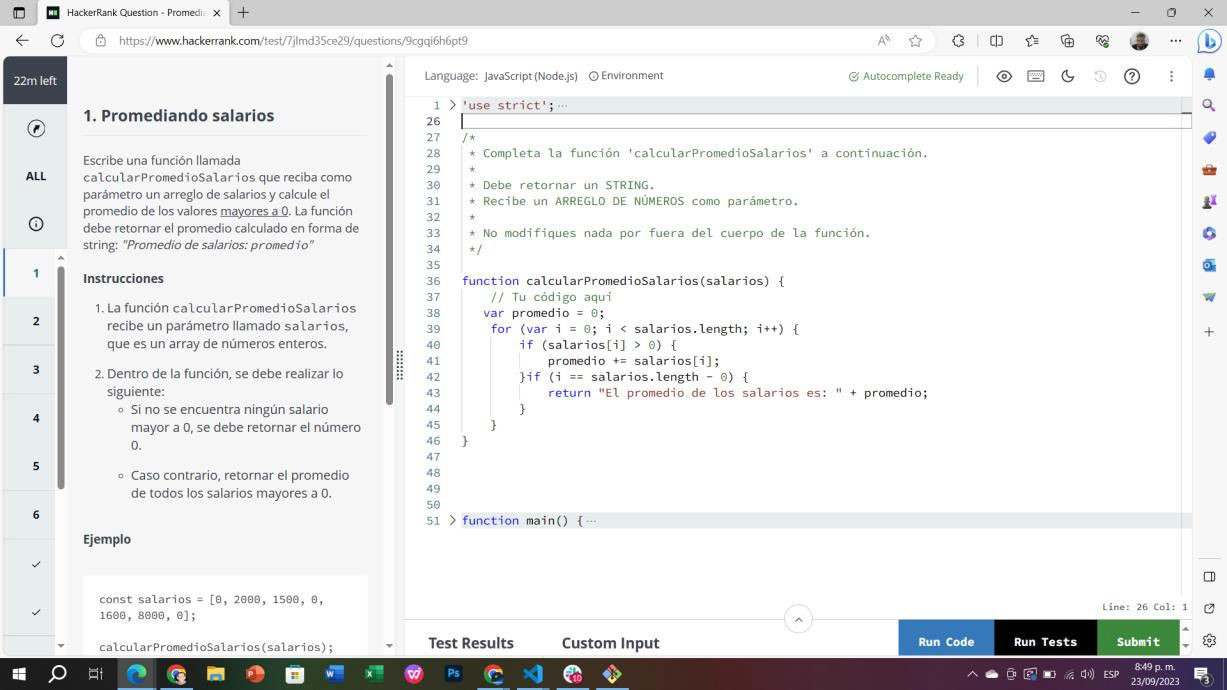 HackerRank Question - Promedia
https://www.hackerrank.com/test/7jlmd35ce29/questions/9cgqi6h6pt9
22m left
ALL
1
2
3
4
5
6
1. Promediando salarios
Escribe una función llamada
calcularPromedioSalarios que reciba como
parámetro un arreglo de salarios y calcule el
promedio de los valores mayores a 0. La función
debe retornar el promedio calculado en forma de
string: "Promedio de salarios: promedio"
Instrucciones
1. La función calcularPromedioSalarios
recibe un parámetro llamado salarios,
que es un array de números enteros.
2. Dentro de la función, se debe realizar lo
siguiente:
Si no se encuentra ningún salario
mayor a 0, se debe retornar el número
0.
Caso contrario, retornar el promedio
de todos los salarios mayores a 0.
Ejemplo
const salarios = [0, 2000, 1500, 0,
1600, 8000, 0];
calcularPromedioSalarios(salarios);
Language: JavaScript (Node.js) Environment
Autocomplete Ready
1 'use strict'; ...
26
27 /*
28 * Completa la función 'calcularPromedioSalarios' a continuación.
29 *
30 * Debe retornar un STRING.
31 * Recibe un ARREGLO DE NÚMEROS como parámetro.
32 *
33 * No modifiques nada por fuera del cuerpo de la función.
34 */
35
36 function calcularPromedioSalarios(salarios) {
37 // Tu código aquí
38 var promedio = 0;
39 for (var i = 0; i < salarios.length; i++) {
40 if (salarios[i] > 0) {
41 promedio += salarios[i];
42 }if (i == salarios.length - 0) {
43 return "El promedio de los salarios es: " + promedio;
44 }
45 }
46 }
47
48
49
50
51 function main() { ...
Line: 26 Col: 1
Test Results
Custom Input
Run Code
Run Tests
Submit
ESP
8:49 p. m.
23/09/2023
10
3